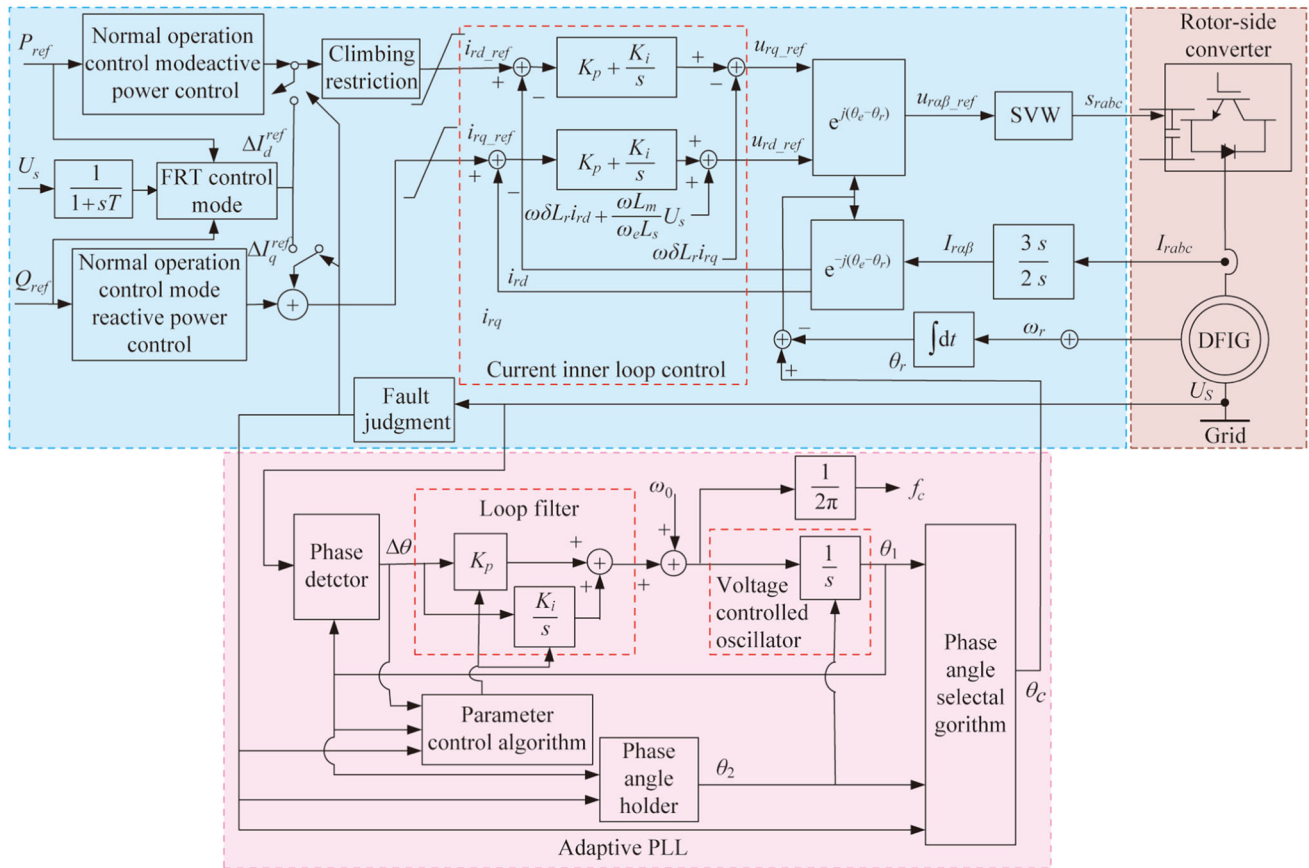 P_ref
Normal operation
control modeactive
power control
Climbing
restriction
i_rd_ref
+
−
K_p + K_i/s
+
−
u_rq_ref
e^j(θ_e−θ_r)
u_rαβ_ref
SVW
s_rabc
Rotor-side
converter
ΔI_d^ref
U_s
1/(1+sT)
FRT control
mode
i_rq_ref
+
−
K_p + K_i/s
+
+
u_rd_ref
ωδL_r i_rd + (ωL_m/ω_e L_s) U_s
ωδL_r i_rq
ΔI_q^ref
Q_ref
Normal operation
control mode
reactive power
control
+
i_rd
i_rq
e^−j(θ_e−θ_r)
I_rαβ
3 s/2 s
I_rabc
−
+
∫dt
θ_r
ω_r
DFIG
Current inner loop control
Fault
judgment
U_S
Grid
Loop filter
ω_0
+
1/2π
f_c
Phase
detctor
Δθ
K_p
+
+
K_i/s
+
Voltage
controlled
oscillator
1/s
θ_1
Phase
angle
selectal
gorithm
θ_C
Parameter
control algorithm
Phase
angle
holder
θ_2
Adaptive PLL